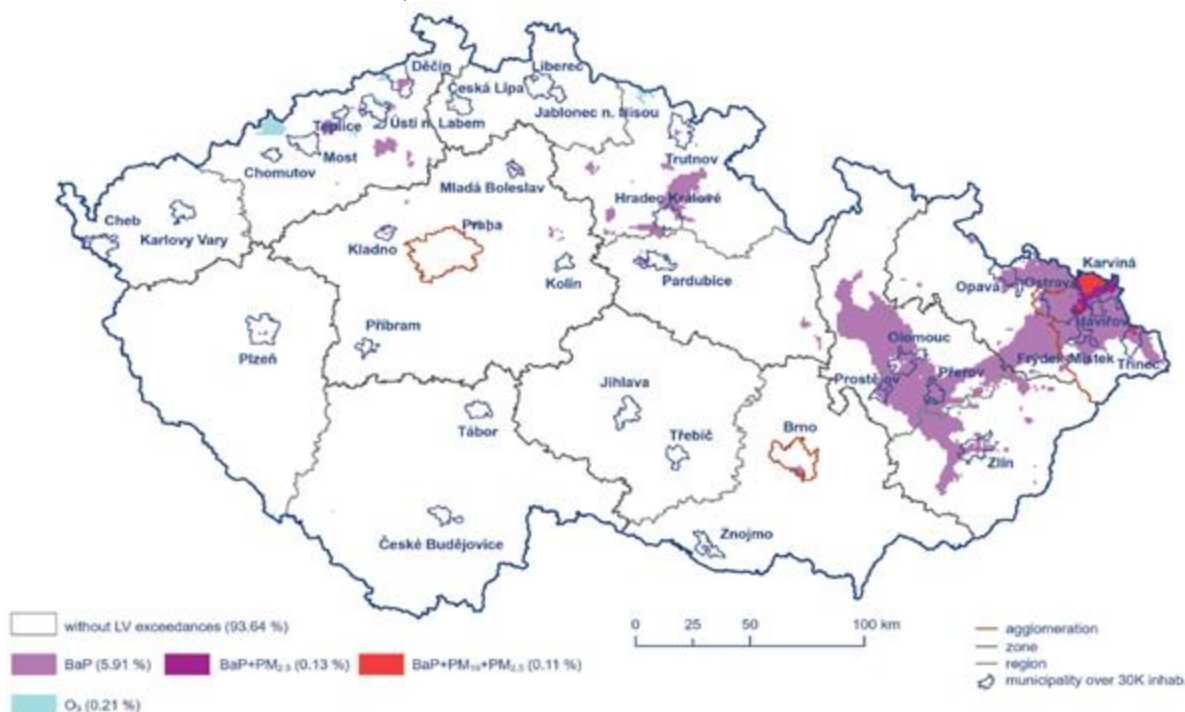 Děčín
Liberec
Česká Lípa
Jablonec n. Nisou
Teplice
Ústí n. Labem
Most
Chomutov
Trutnov
Mladá Boleslav
Hradec Králové
Cheb
Karlovy Vary
Kladno
Praha
Kolín
Pardubice
Karviná
Opava
Ostrava
Havířov
Příbram
Plzeň
Olomouc
Frýdek-Místek
Třinec
Prostějov
Přerov
Jihlava
Tábor
Třebíč
Brno
Zlín
České Budějovice
Znojmo
without LV exceedances (93.64 %)
0 25 50 100 km
BaP (5.91 %) BaP+PM2.5 (0.13 %) BaP+PM10+PM2.5 (0.11 %)
O3 (0.21 %)
agglomeration
zone
region
municipality over 30K inhab.